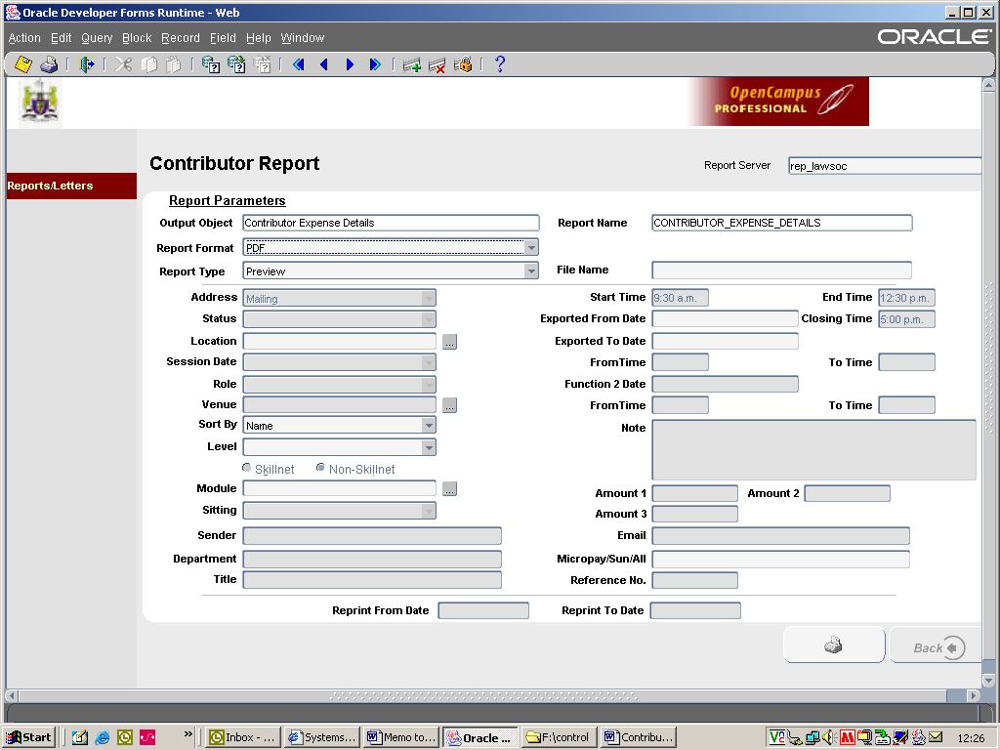 Oracle Developer Forms Runtime - Web
Action Edit Query Block Record Field Help Window
ORACLE
OpenCampus
PROFESSIONAL
Contributor Report
Report Server rep_lawsoc
Reports/Letters
Report Parameters
Output Object Contributor Expense Details Report Name CONTRIBUTOR_EXPENSE_DETAILS
Report Format PDF
Report Type Preview File Name
Address Mailing Start Time 9:30 a.m. End Time 12:30 p.m.
Status Exported From Date Closing Time 5:00 p.m.
Location ... Exported To Date
Session Date FromTime To Time
Role Function 2 Date
Venue ... FromTime To Time
Sort By Name Note
Level
Skillnet Non-Skillnet
Module ... Amount 1 Amount 2
Sitting Amount 3
Sender Email
Department Micropay/Sun/All
Title Reference No.
Reprint From Date Reprint To Date
Back
Start » Inbox - ... Systems... Memo to... Oracle ... F:\control Contribu... 12:26